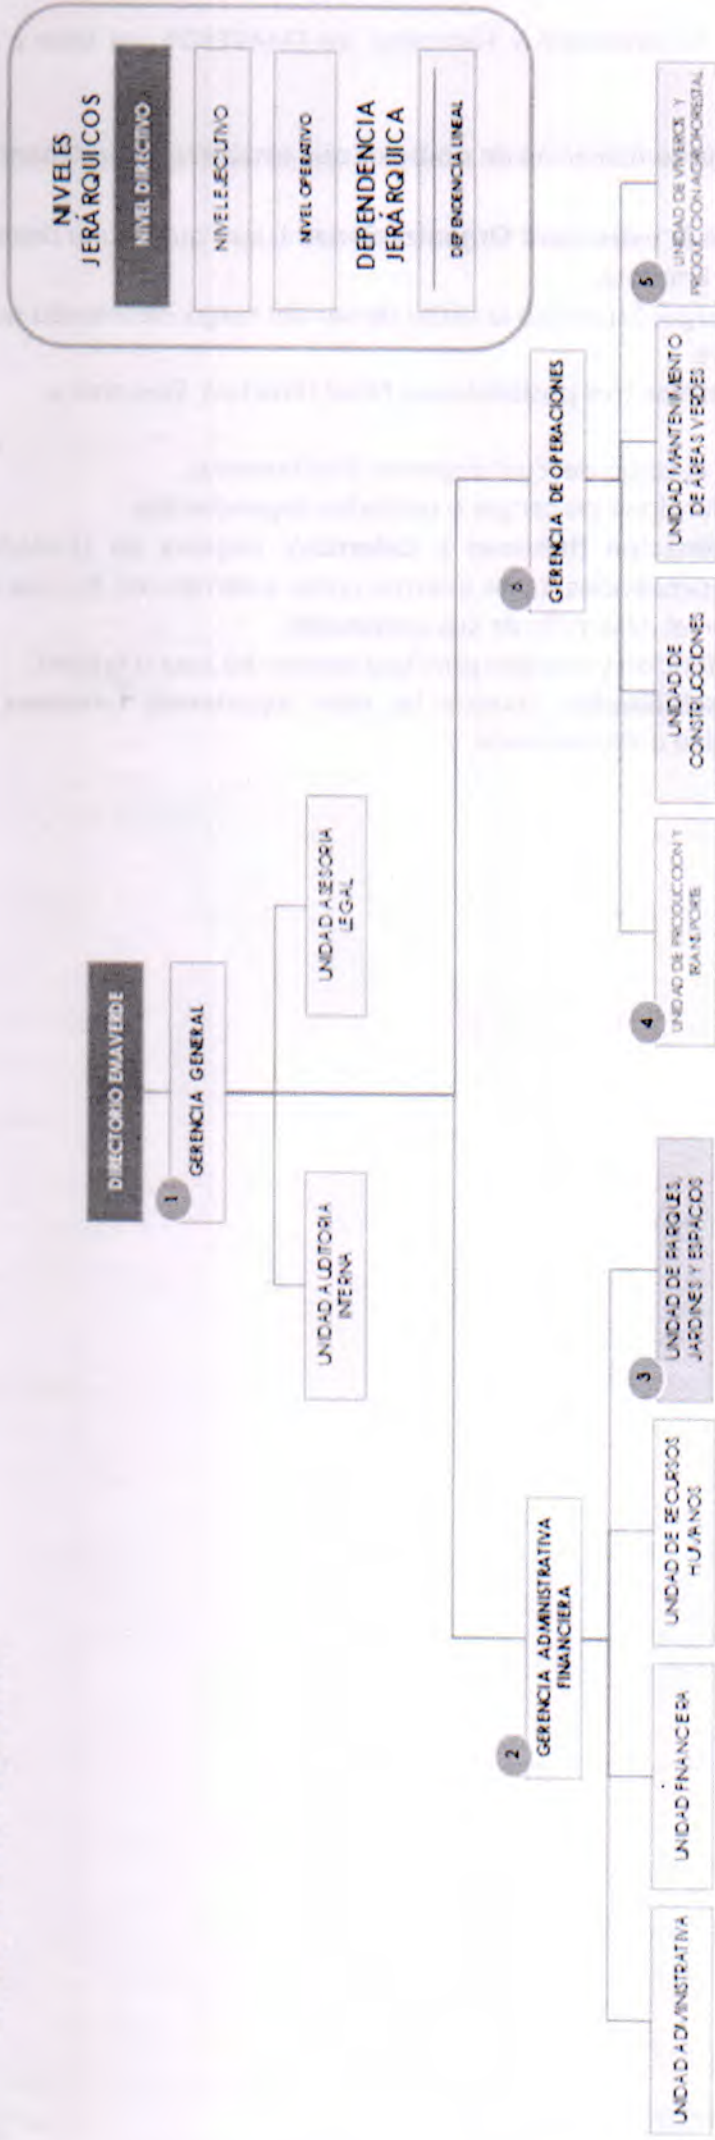 NIVELES
JERÁRQUICOS
NIVEL DIRECTIVO
NIVEL EJECTIVO
NIVEL OPERATIVO
DEPENDENCIA
JERÁRQUICA
DEPENDENCIA LINEAL
DIRECTORIO EMAVERDE
1
GERENCIA GENERAL
UNIDAD AUDITORIA
INTERNA
UNIDAD ASESORIA
LEGAL
2
GERENCIA ADMINISTRATIVA
FINANCIERA
6
GERENCIA DE OPERACIONES
UNIDAD ADMINISTRATIVA
UNIDAD FINANCIERA
UNIDAD DE RECURSOS
HUMANOS
3
UNIDAD DE PARQUES,
JARDINES Y ESPACIOS
4
UNIDAD DE PRODUCCION Y
TRANSPORTE
UNIDAD DE
CONSTRUCCIONES
UNIDAD MANTENIMIENTO
DE ÁREAS VERDES
5
UNIDAD DE VIVEROS Y
PRODUCCION AGROFORESTAL